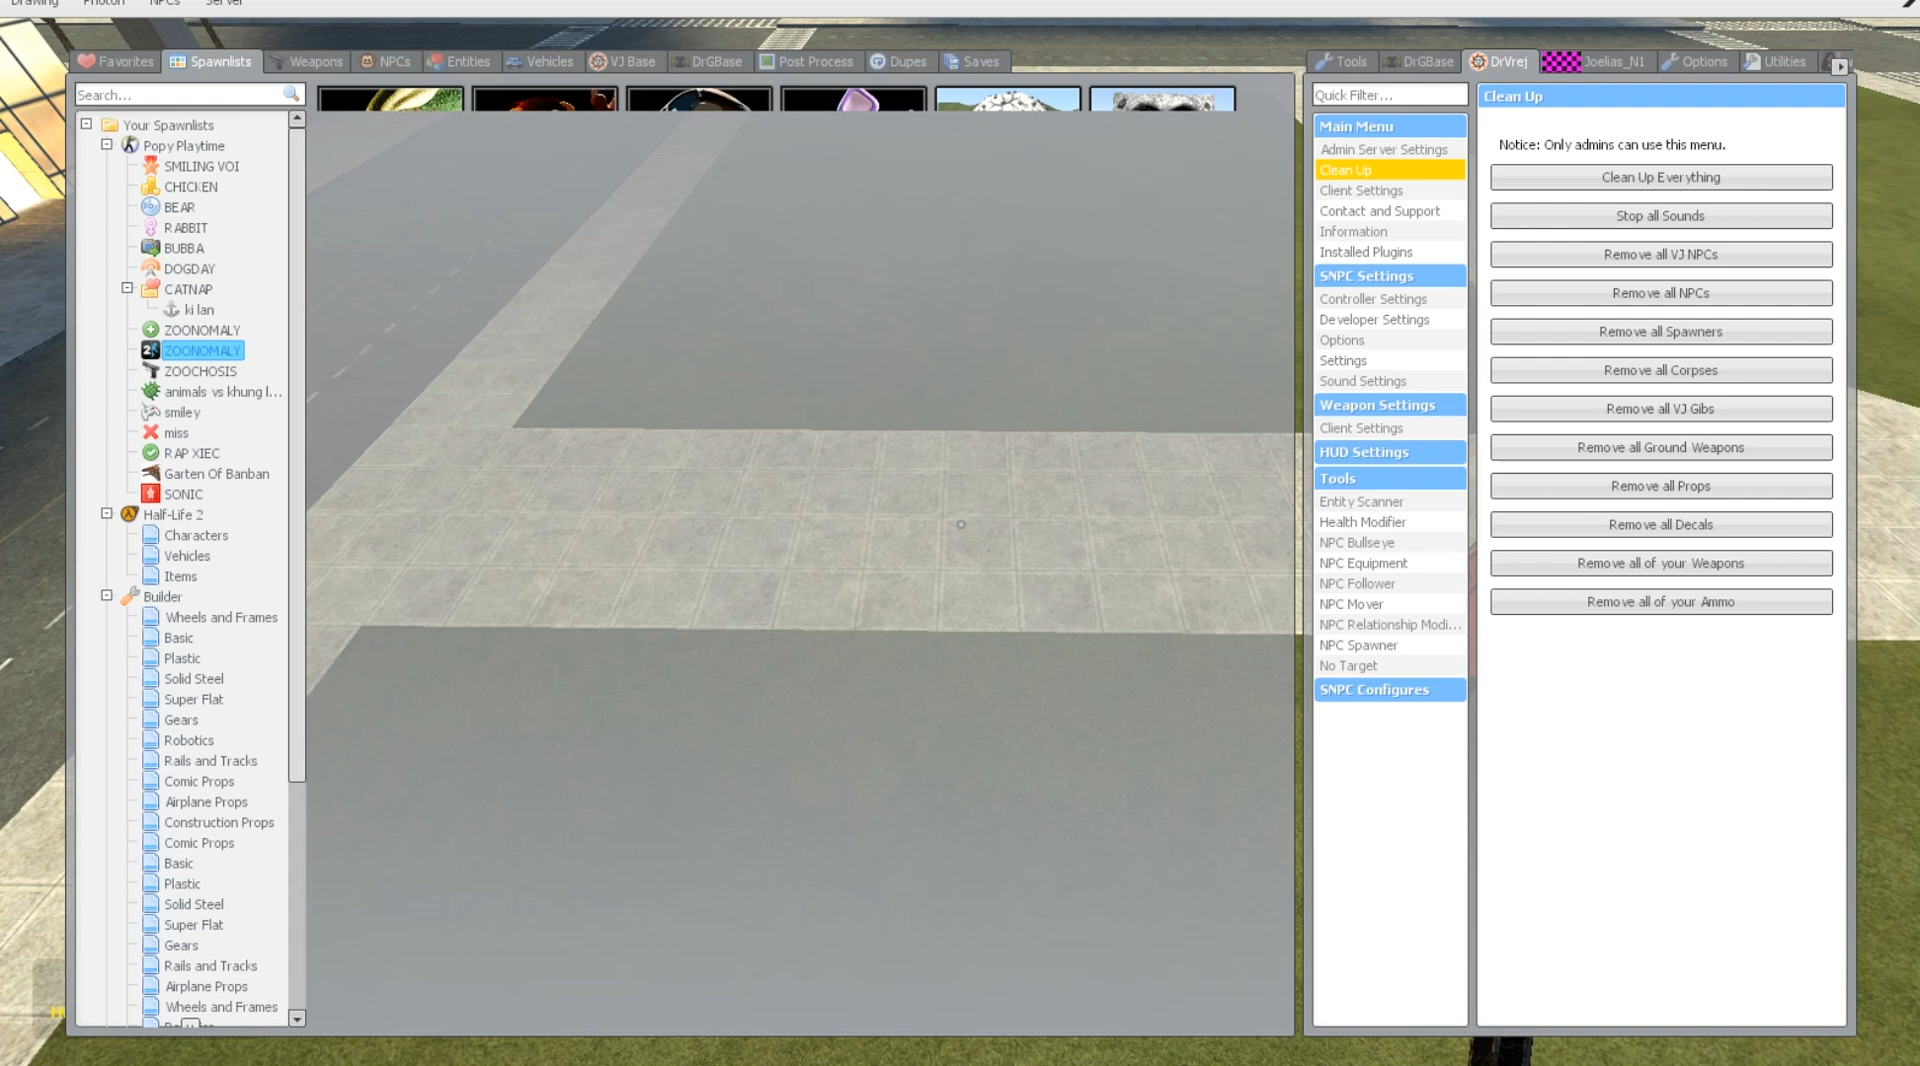 Drawing Photon NPCs Server
Favorites Spawnlists Weapons NPCs Entities Vehicles VJ Base DrGBase Post Process Dupes Saves
Tools DrGBase DrVrej Joelias_N1 Options Utilities
Search...
Your Spawnlists
Popy Playtime
SMILING VOI
CHICKEN
BEAR
RABBIT
BUBBA
DOGDAY
CATNAP
ki lan
ZOONOMALY
ZOONOMALY
ZOOCHOSIS
animals vs khung l...
smiley
miss
RAP XIEC
Garten Of Banban
SONIC
Half-Life 2
Characters
Vehicles
Items
Builder
Wheels and Frames
Basic
Plastic
Solid Steel
Super Flat
Gears
Robotics
Rails and Tracks
Comic Props
Airplane Props
Construction Props
Comic Props
Basic
Plastic
Solid Steel
Super Flat
Gears
Rails and Tracks
Airplane Props
Wheels and Frames
Quick Filter...
Main Menu
Admin Server Settings
Clean Up
Client Settings
Contact and Support
Information
Installed Plugins
SNPC Settings
Controller Settings
Developer Settings
Options
Settings
Sound Settings
Weapon Settings
Client Settings
HUD Settings
Tools
Entity Scanner
Health Modifier
NPC Bullseye
NPC Equipment
NPC Follower
NPC Mover
NPC Relationship Modi...
NPC Spawner
No Target
SNPC Configures
Clean Up
Notice: Only admins can use this menu.
Clean Up Everything
Stop all Sounds
Remove all VJ NPCs
Remove all NPCs
Remove all Spawners
Remove all Corpses
Remove all VJ Gibs
Remove all Ground Weapons
Remove all Props
Remove all Decals
Remove all of your Weapons
Remove all of your Ammo